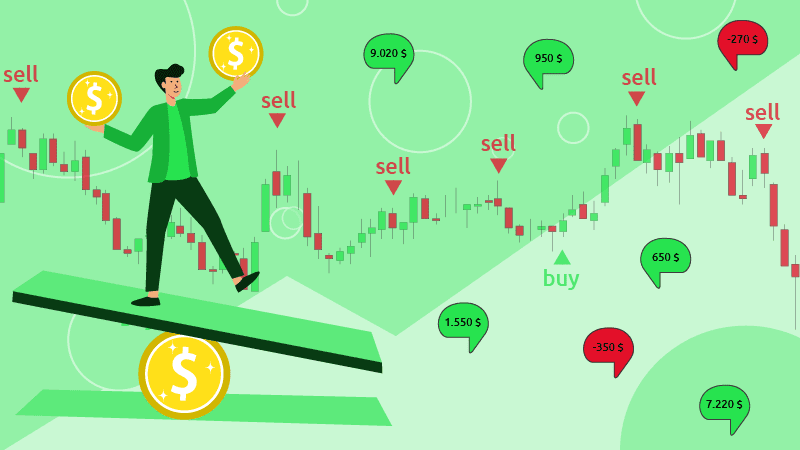 9.020 $
950 $
-270 $
sell
sell
sell
sell
sell
sell
buy
650 $
1.550 $
-350 $
7.220 $
$
$
$